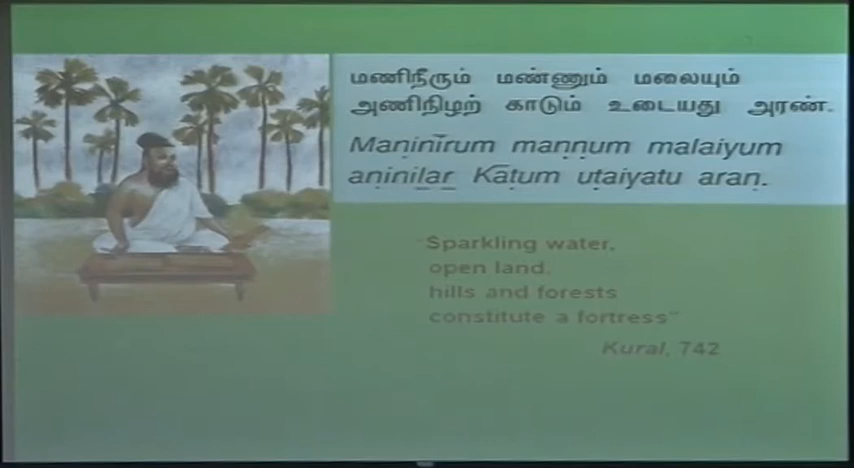 மணிநீரும் மண்ணும் மலையும்
அணிநிழற் காடும் உடையது அரண்.
Maṇinīrum maṇṇum malaiyum
aṇiniḻaṟ Kāṭum uṭaiyatu araṇ.
"Sparkling water,
open land,
hills and forests
constitute a fortress"
Kural, 742